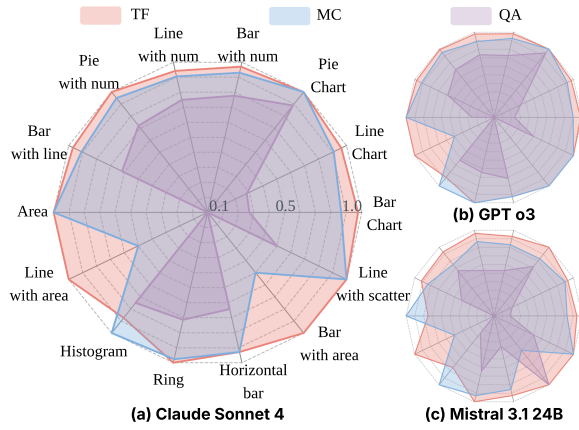 TF
MC
QA
Line
with num
Bar
with num
Pie
with num
Pie
Chart
Bar
with line
Line
Chart
Area
0.1
0.5
1.0
Bar
Chart
Line
with area
Line
with scatter
Histogram
Bar
with area
Ring
Horizontal
bar
(a) Claude Sonnet 4
(b) GPT o3
(c) Mistral 3.1 24B